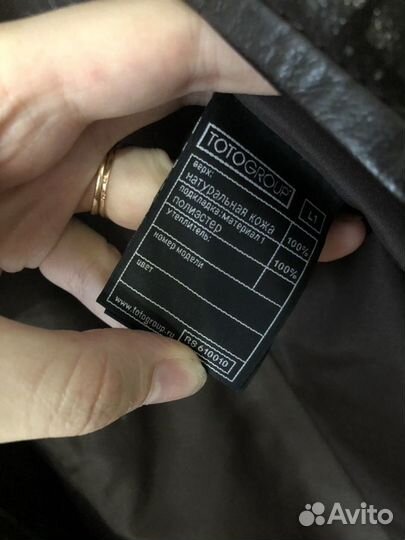 TOTOGROUP
L1
верх:
натуральная кожа 100%
подкладка:материал1
полиэстер 100%
утеплитель:
номер модели
цвет
www.totogroup.ru
RS 610010
Avito